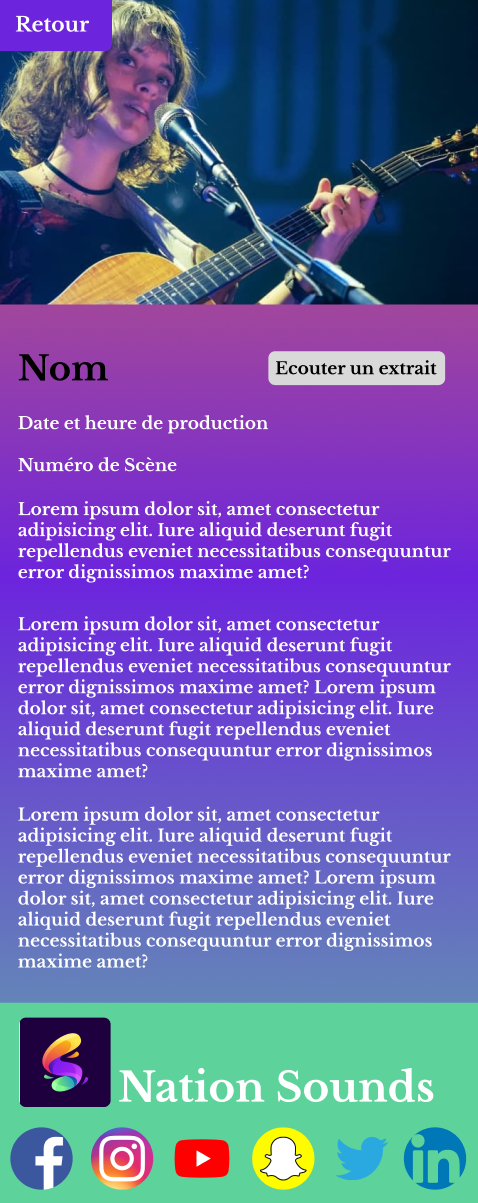 Retour
Nom
Ecouter un extrait
Date et heure de production
Numéro de Scène
Lorem ipsum dolor sit, amet consectetur
adipisicing elit. Iure aliquid deserunt fugit
repellendus eveniet necessitatibus consequuntur
error dignissimos maxime amet?
Lorem ipsum dolor sit, amet consectetur
adipisicing elit. Iure aliquid deserunt fugit
repellendus eveniet necessitatibus consequuntur
error dignissimos maxime amet? Lorem ipsum
dolor sit, amet consectetur adipisicing elit. Iure
aliquid deserunt fugit repellendus eveniet
necessitatibus consequuntur error dignissimos
maxime amet?
Lorem ipsum dolor sit, amet consectetur
adipisicing elit. Iure aliquid deserunt fugit
repellendus eveniet necessitatibus consequuntur
error dignissimos maxime amet? Lorem ipsum
dolor sit, amet consectetur adipisicing elit. Iure
aliquid deserunt fugit repellendus eveniet
necessitatibus consequuntur error dignissimos
maxime amet?
Nation Sounds